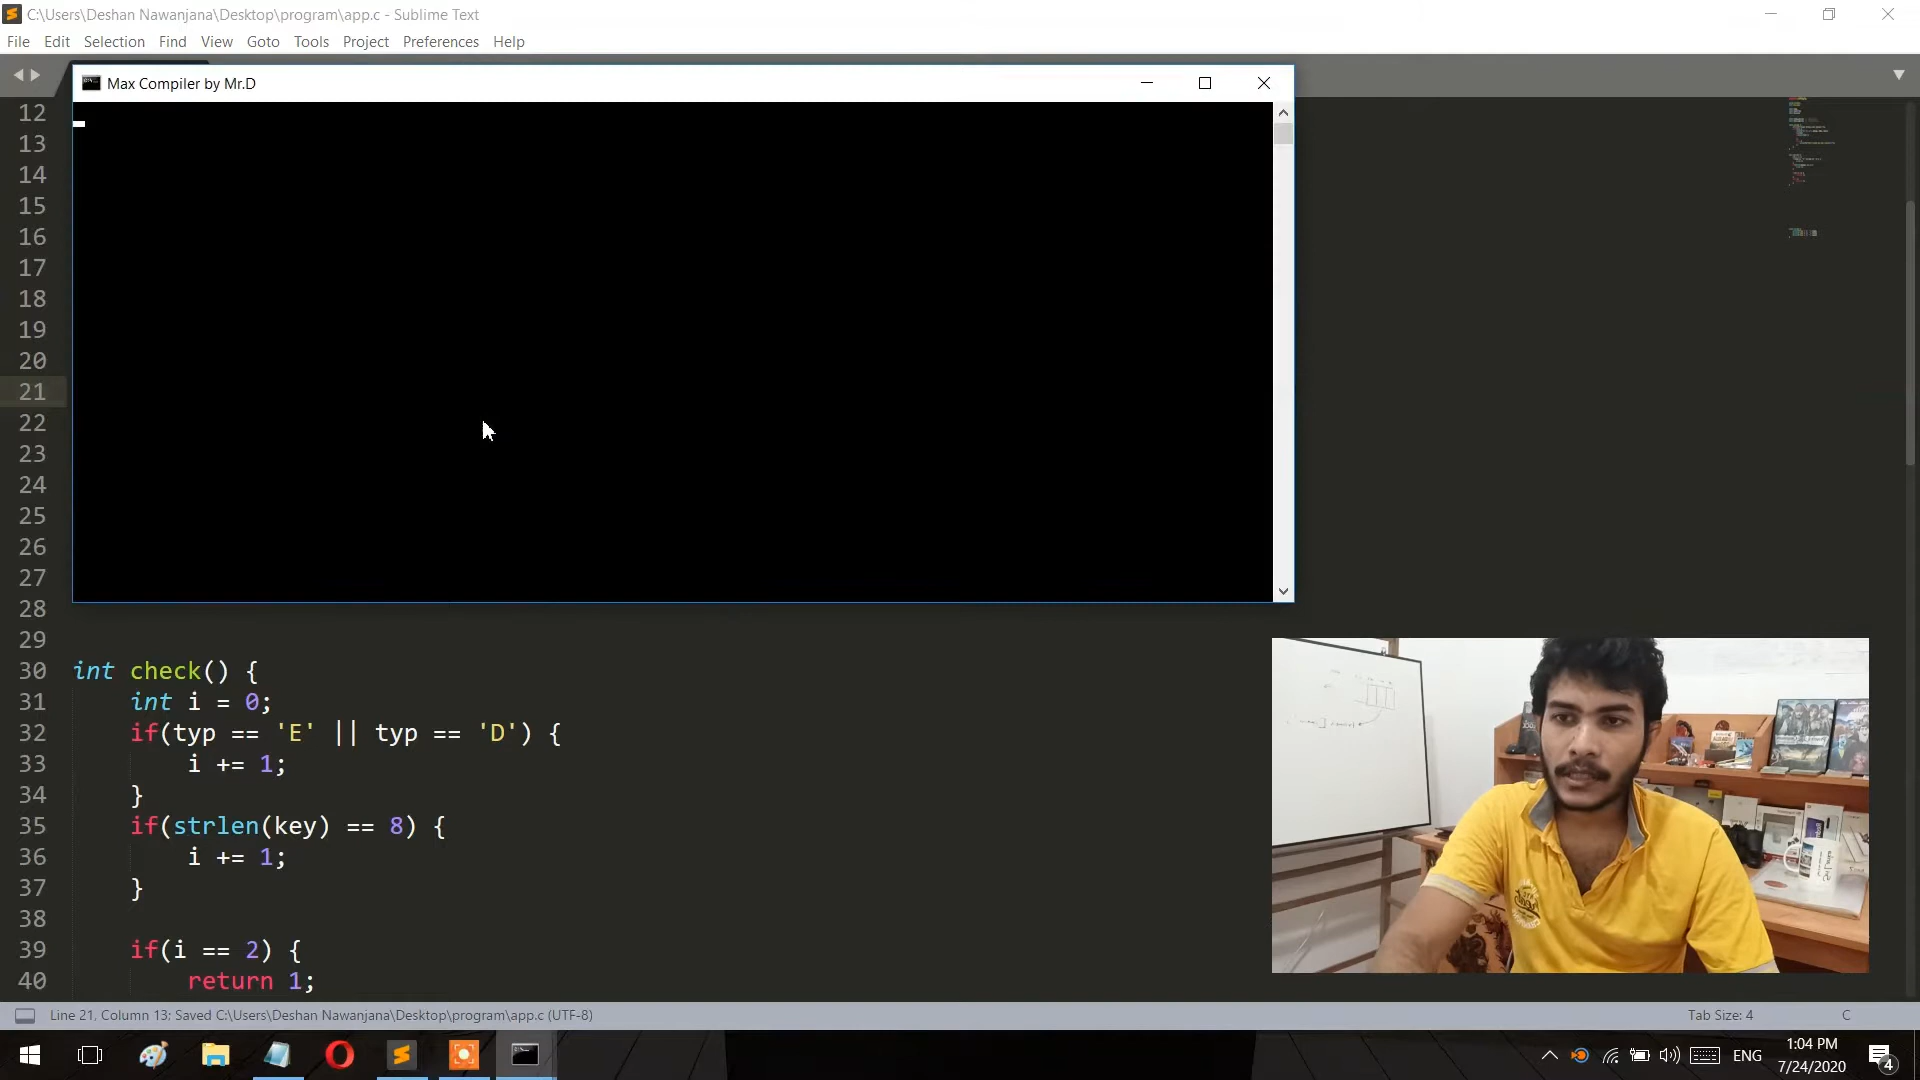 C:\Users\Deshan Nawanjana\Desktop\program\app.c - Sublime Text
File Edit Selection Find View Goto Tools Project Preferences Help
Max Compiler by Mr.D
12
13
14
15
16
17
18
19
20
21
22
23
24
25
26
27
28
29
30 int check() {
31 int i = 0;
32 if(typ == 'E' || typ == 'D') {
33 i += 1;
34 }
35 if(strlen(key) == 8) {
36 i += 1;
37 }
38
39 if(i == 2) {
40 return 1;
Line 21, Column 13; Saved C:\Users\Deshan Nawanjana\Desktop\program\app.c (UTF-8)
Tab Size: 4
C
ENG
1:04 PM
7/24/2020
4